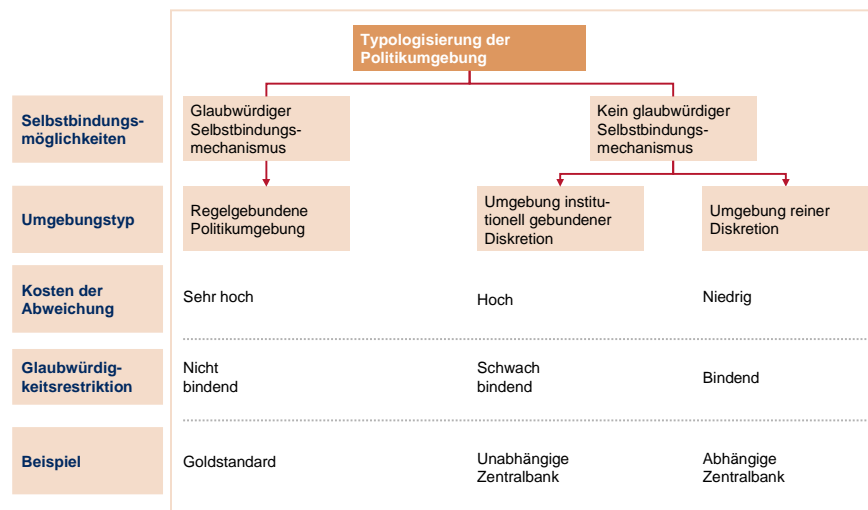 Typologisierung der
Politikumgebung
Selbstbindungs-
möglichkeiten
Glaubwürdiger
Selbstbindungs-
mechanismus
Kein glaubwürdiger
Selbstbindungs-
mechanismus
Umgebungstyp
Regelgebundene
Politikumgebung
Umgebung institu-
tionell gebundener
Diskretion
Umgebung reiner
Diskretion
Kosten der
Abweichung
Sehr hoch
Hoch
Niedrig
Glaubwürdig-
keitsrestriktion
Nicht
bindend
Schwach
bindend
Bindend
Beispiel
Goldstandard
Unabhängige
Zentralbank
Abhängige
Zentralbank